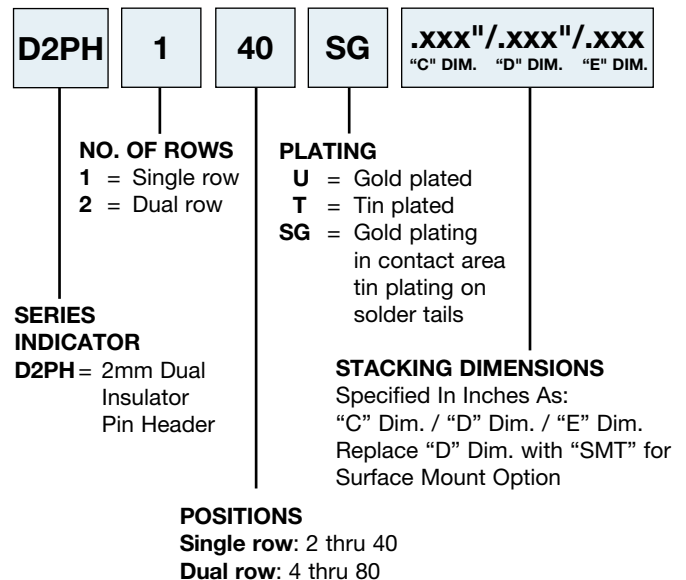 D2PH 1 40 SG .xxx"/.xxx"/.xxx
“C” DIM. “D” DIM. “E” DIM.
NO. OF ROWS
1 = Single row
2 = Dual row
PLATING
U = Gold plated
T = Tin plated
SG = Gold plating
in contact area
tin plating on
solder tails
SERIES
INDICATOR
D2PH = 2mm Dual
Insulator
Pin Header
STACKING DIMENSIONS
Specified In Inches As:
“C” Dim. / “D” Dim. / “E” Dim.
Replace “D” Dim. with “SMT” for
Surface Mount Option
POSITIONS
Single row: 2 thru 40
Dual row: 4 thru 80